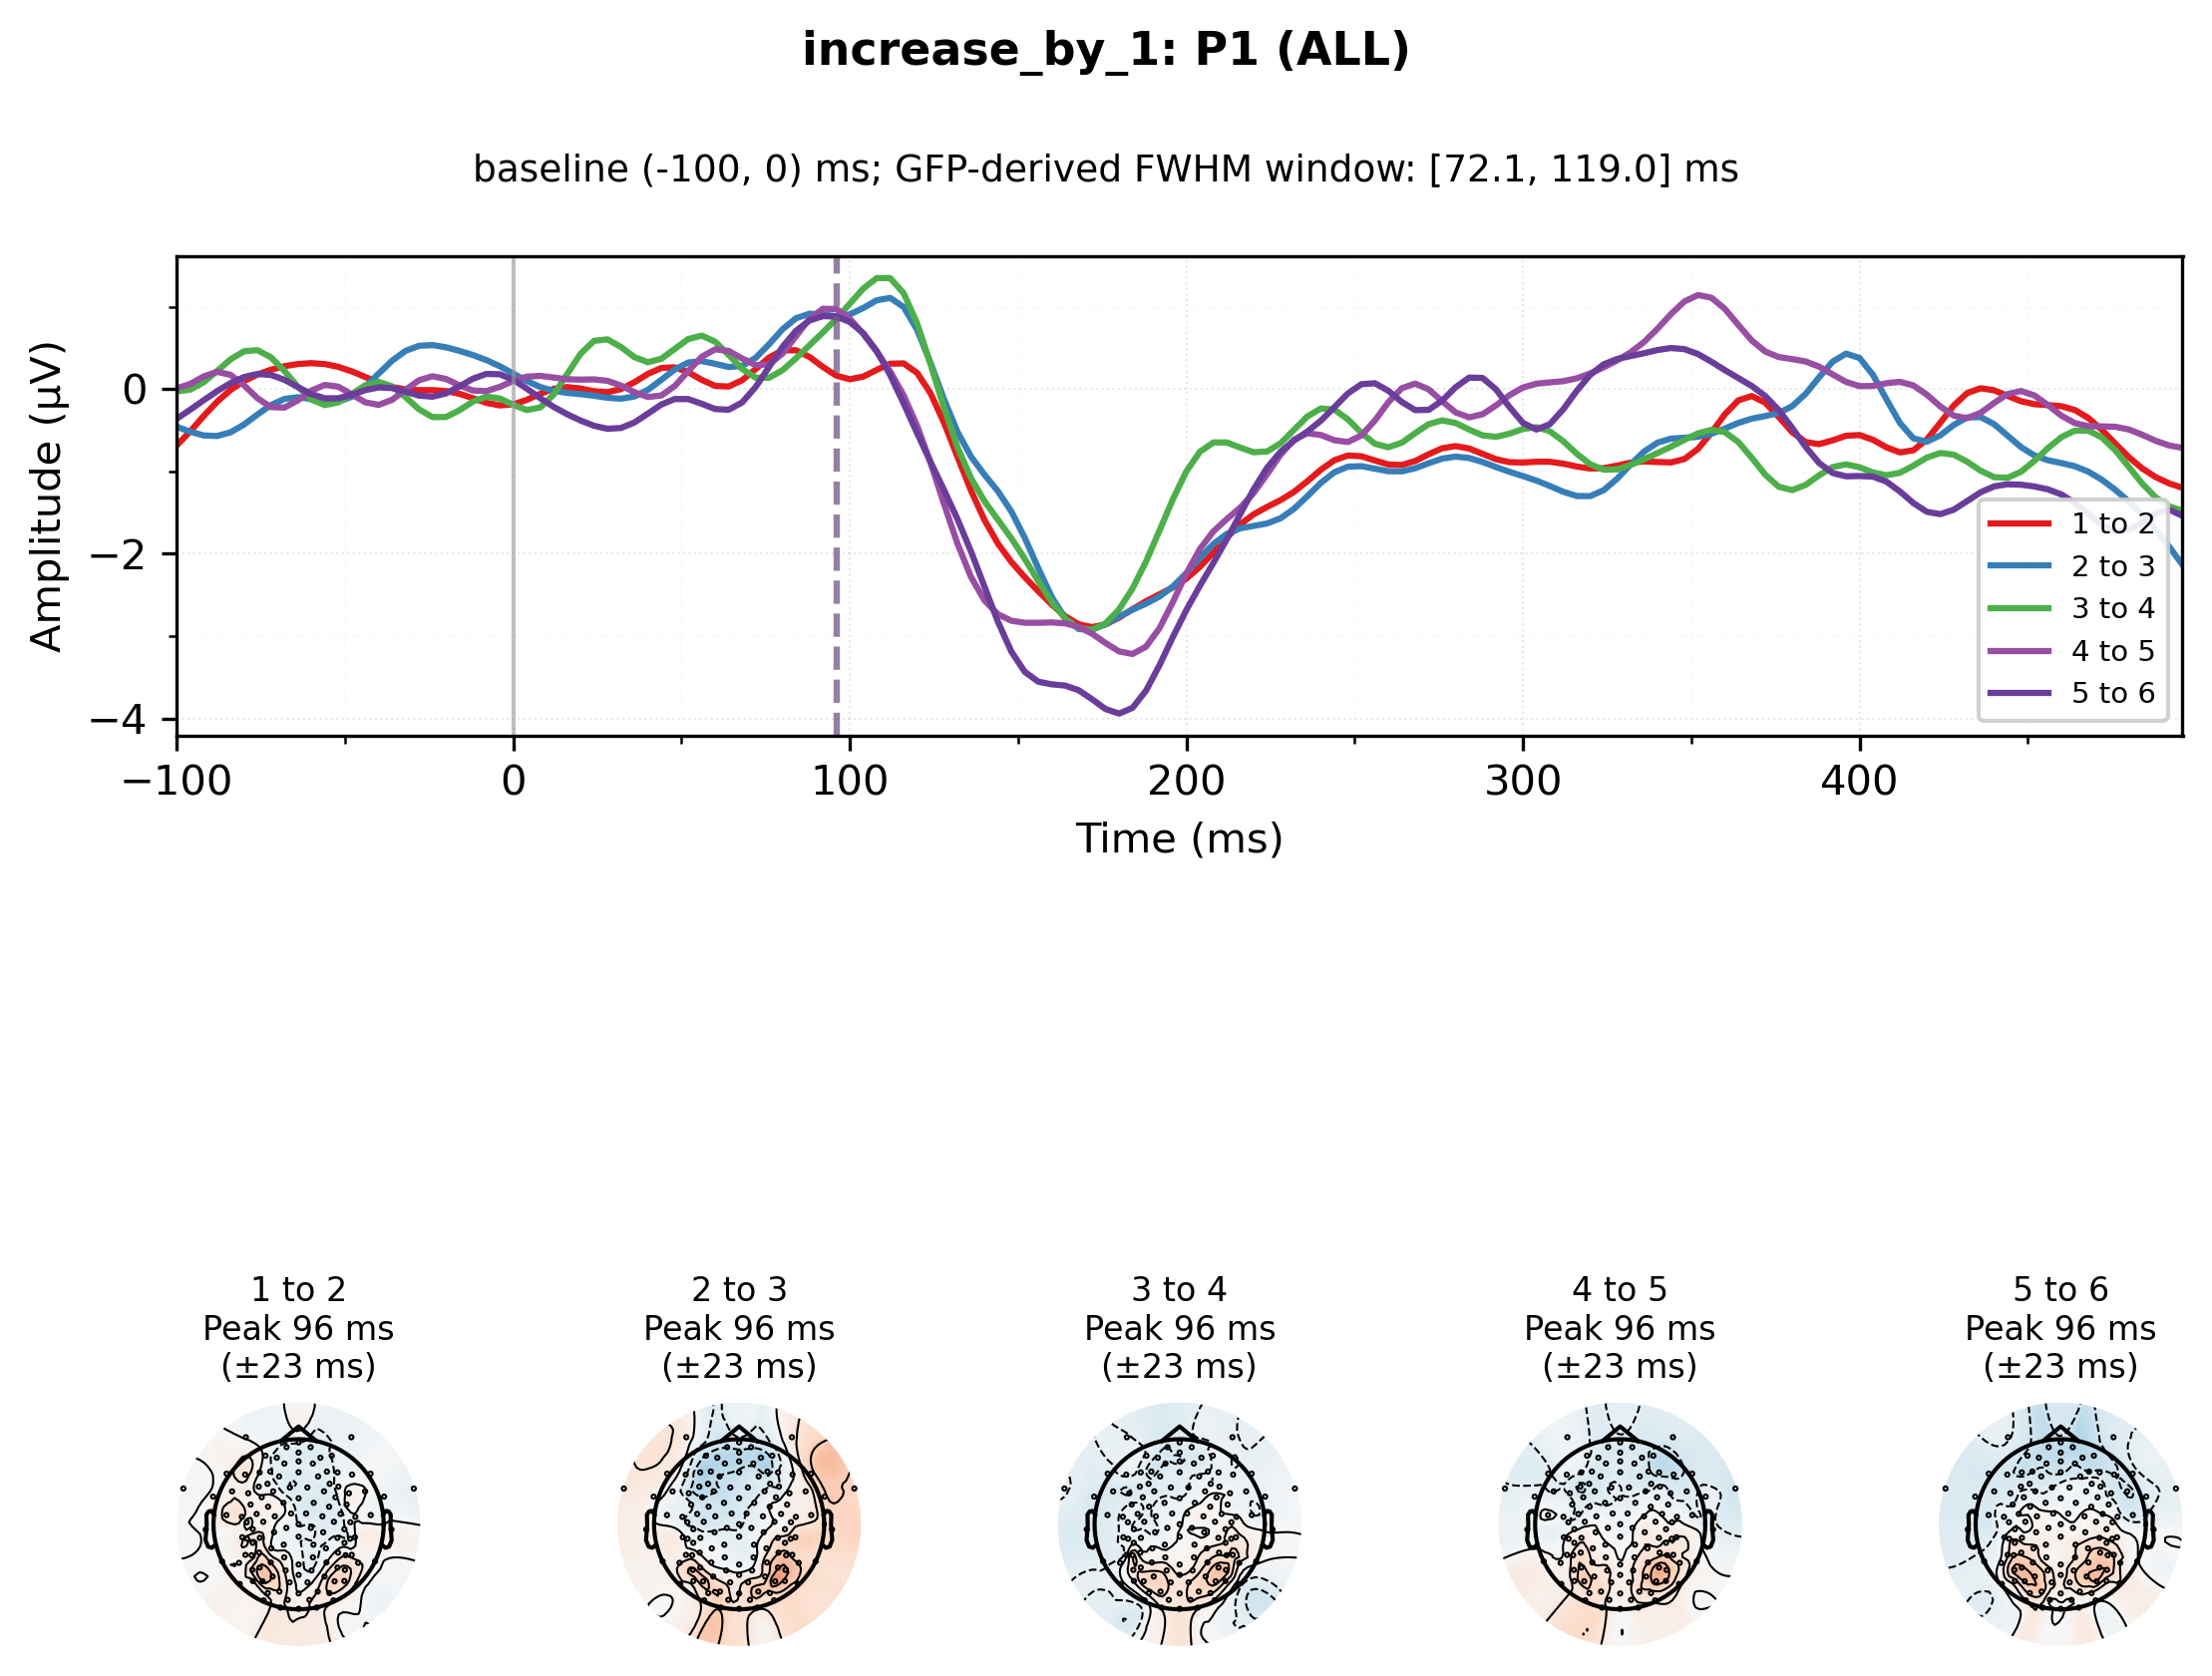 increase_by_1: P1 (ALL)
baseline (-100, 0) ms; GFP-derived FWHM window: [72.1, 119.0] ms
Amplitude (µV)
0
−2
−4
−100
0
100
200
300
400
Time (ms)
1 to 2
2 to 3
3 to 4
4 to 5
5 to 6
1 to 2
Peak 96 ms
(±23 ms)
2 to 3
Peak 96 ms
(±23 ms)
3 to 4
Peak 96 ms
(±23 ms)
4 to 5
Peak 96 ms
(±23 ms)
5 to 6
Peak 96 ms
(±23 ms)